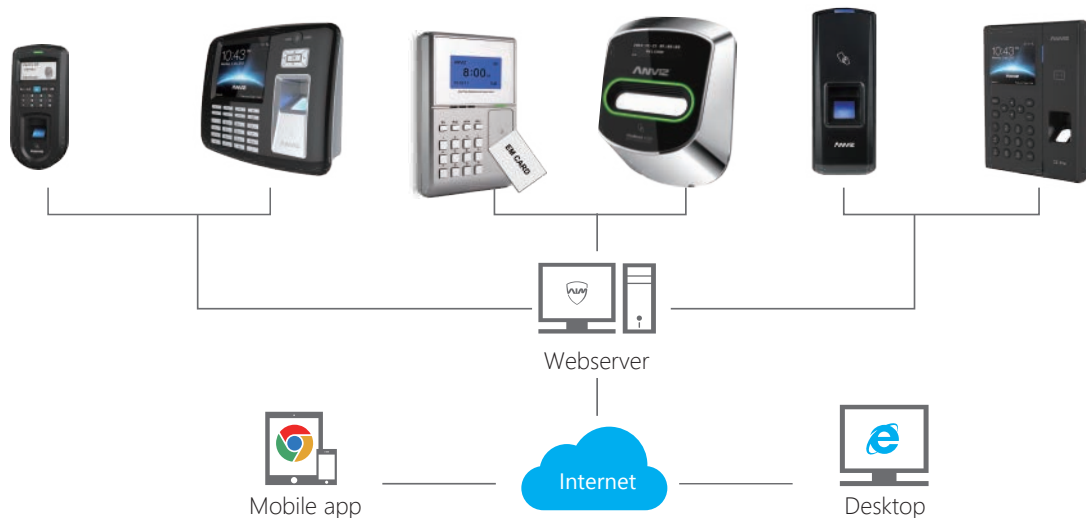 10:43
10:43
8:00
ANVIZ
ANVIZ
ANVIZ
EM CARD
AIM
Webserver
Internet
Mobile app
Desktop